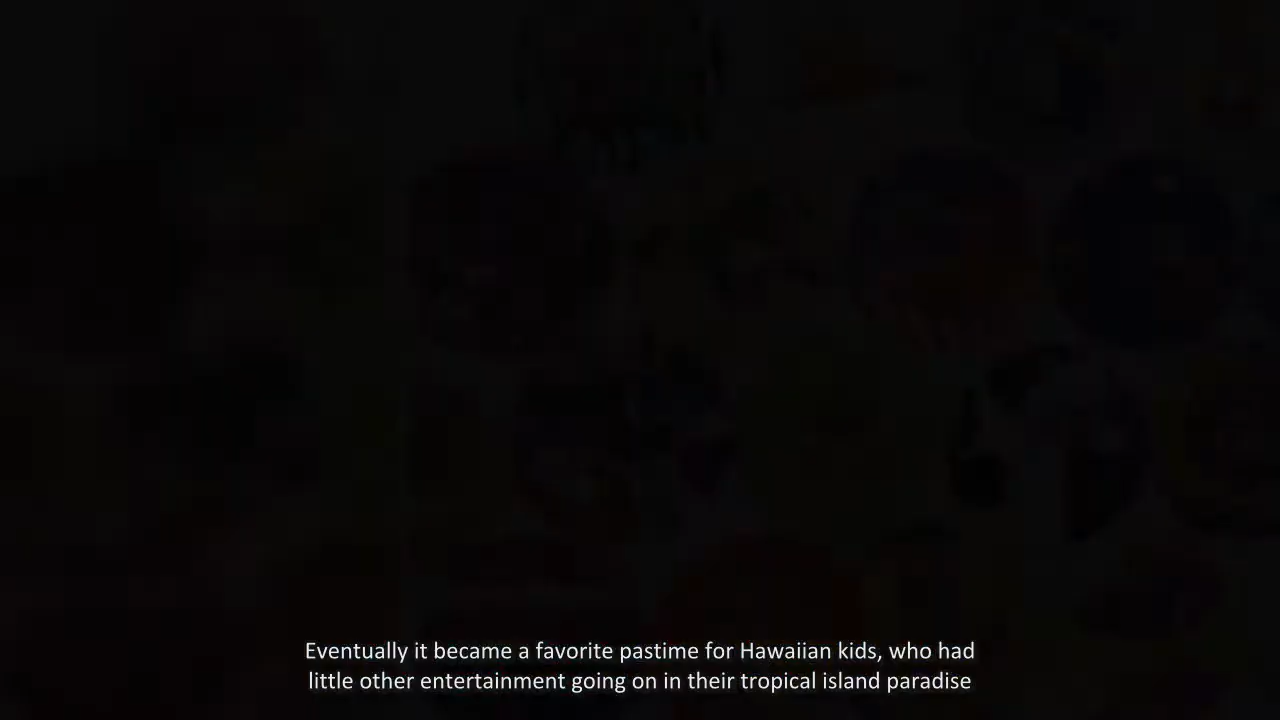 Eventually it became a favorite pastime for Hawaiian kids, who had
little other entertainment going on in their tropical island paradise